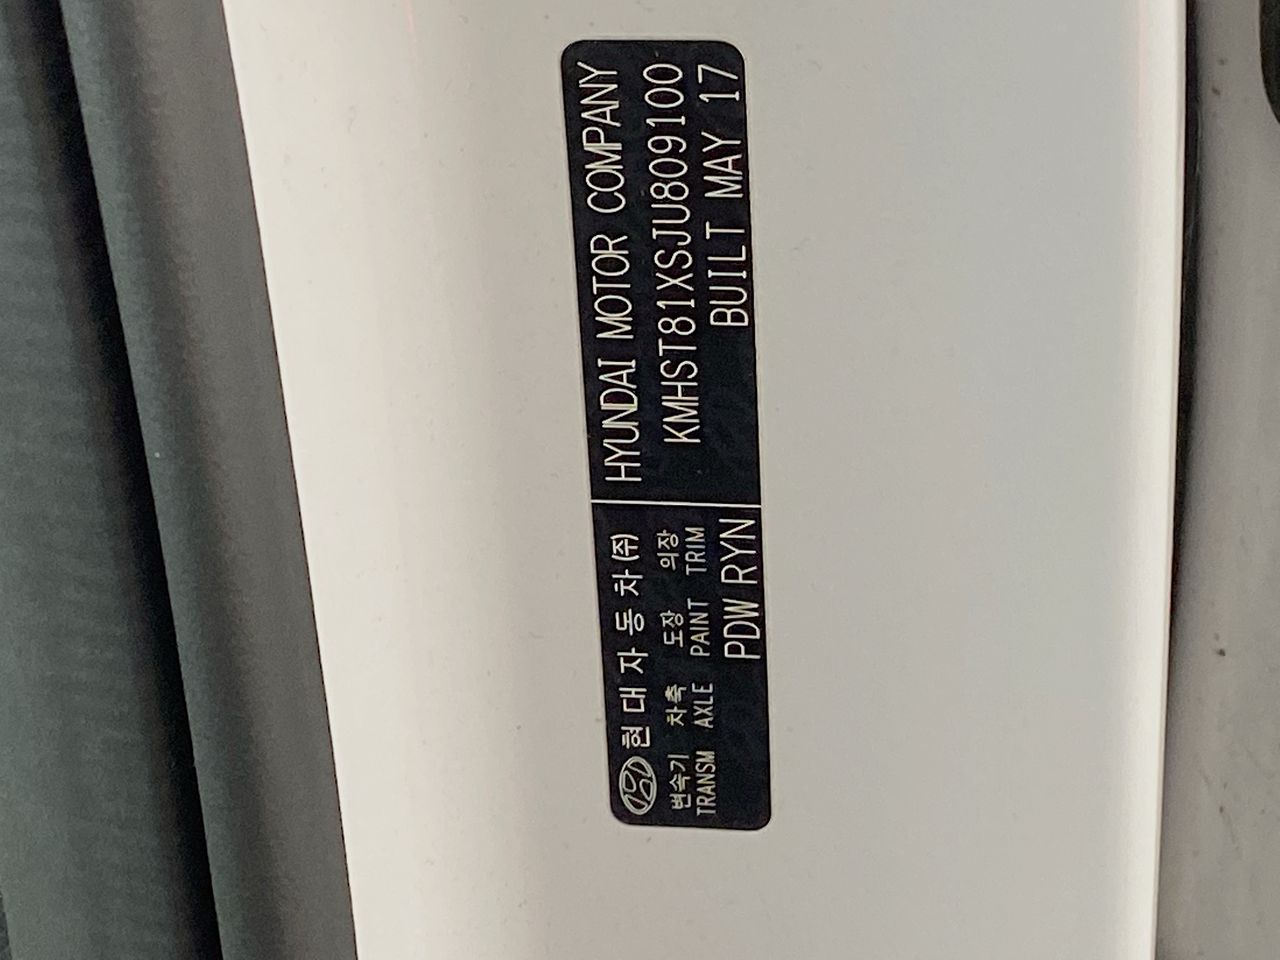 현대자동차(주)
변속기 차축 도장 의장
TRANSM AXLE PAINT TRIM
PDW RYN
HYUNDAI MOTOR COMPANY
KMHST81XSJU809100
BUILT MAY 17